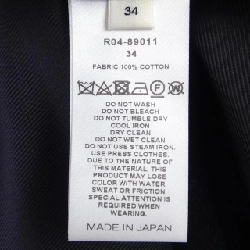 34
R04-89011
34
FABRIC 100% COTTON
DO NOT WASH
DO NOT BLEACH
DO NOT TUMBLE DRY
COOL IRON
DRY CLEAN
DO NOT WET CLEAN
DO NOT USE STEAM IRON.
USE PRESS CLOTHES.
DUE TO THE NATURE OF
THIS MATERIAL, THIS
PRODUCT MAY LOSE
COLOR WITH WATER,
SWEAT OR FRICTION
SPECIAL ATTENTION IS
REQUIRED WHEN
WEARING.
MADE IN JAPAN